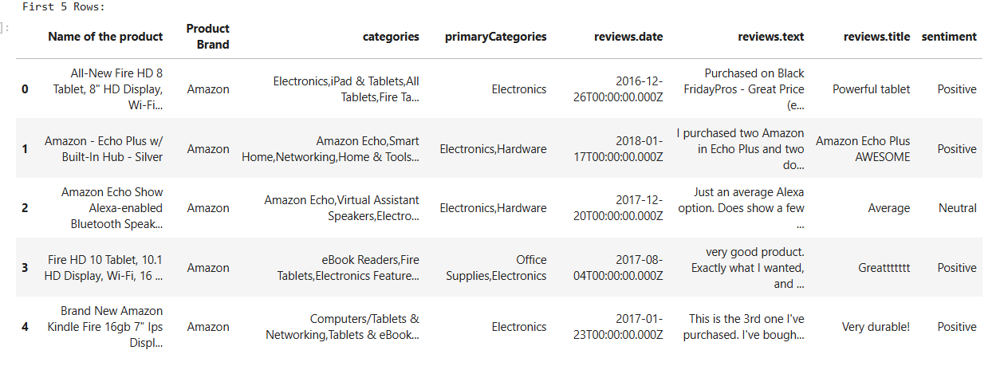 First 5 Rows:
]:
Name of the product Product Brand categories primaryCategories reviews.date reviews.text reviews.title sentiment
0 All-New Fire HD 8 Tablet, 8" HD Display, Wi-Fi... Amazon Electronics,iPad & Tablets,All Tablets,Fire Ta... Electronics 2016-12-26T00:00:00.000Z Purchased on Black FridayPros - Great Price (e... Powerful tablet Positive
1 Amazon - Echo Plus w/ Built-In Hub - Silver Amazon Amazon Echo,Smart Home,Networking,Home & Tools... Electronics,Hardware 2018-01-17T00:00:00.000Z I purchased two Amazon in Echo Plus and two do... Amazon Echo Plus AWESOME Positive
2 Amazon Echo Show Alexa-enabled Bluetooth Speak... Amazon Amazon Echo,Virtual Assistant Speakers,Electro... Electronics,Hardware 2017-12-20T00:00:00.000Z Just an average Alexa option. Does show a few ... Average Neutral
3 Fire HD 10 Tablet, 10.1 HD Display, Wi-Fi, 16 ... Amazon eBook Readers,Fire Tablets,Electronics Feature... Office Supplies,Electronics 2017-08-04T00:00:00.000Z very good product. Exactly what I wanted, and ... Greattttttt Positive
4 Brand New Amazon Kindle Fire 16gb 7" Ips Displ... Amazon Computers/Tablets & Networking,Tablets & eBook... Electronics 2017-01-23T00:00:00.000Z This is the 3rd one I've purchased. I've bough... Very durable! Positive